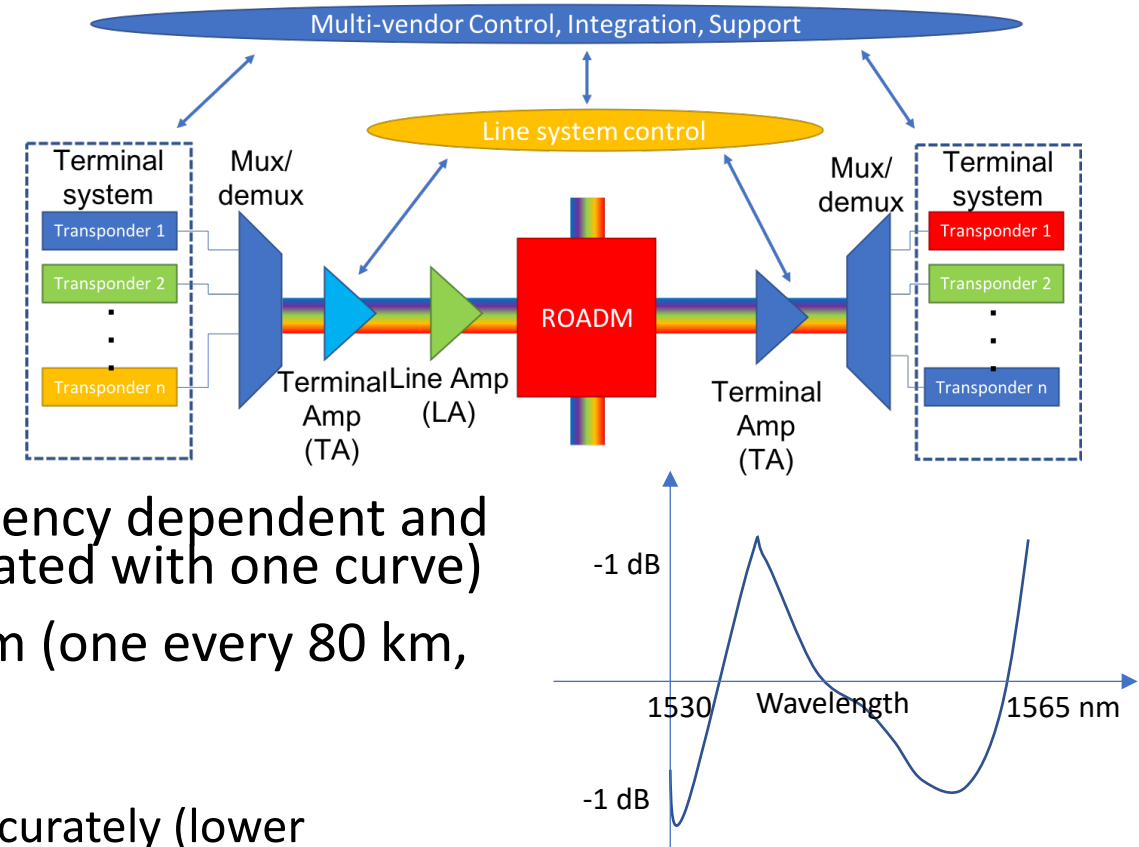 Multi-vendor Control, Integration, Support
Line system control
Terminal
system
Transponder 1
Transponder 2
Transponder n
Mux/
demux
Terminal
Amp
(TA)
Line Amp
(LA)
ROADM
Terminal
Amp
(TA)
Mux/
demux
Terminal
system
Transponder 1
Transponder 2
Transponder n
ency dependent and
ated with one curve)
m (one every 80 km,
curately (lower
-1 dB
1530
Wavelength
1565 nm
-1 dB